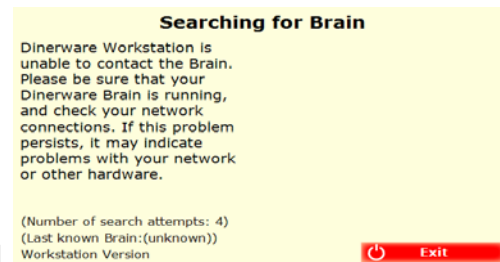 Searching for Brain
Dinerware Workstation is
unable to contact the Brain.
Please be sure that your
Dinerware Brain is running,
and check your network
connections. If this problem
persists, it may indicate
problems with your network
or other hardware.
(Number of search attempts: 4)
(Last known Brain:(unknown))
Workstation Version
Exit